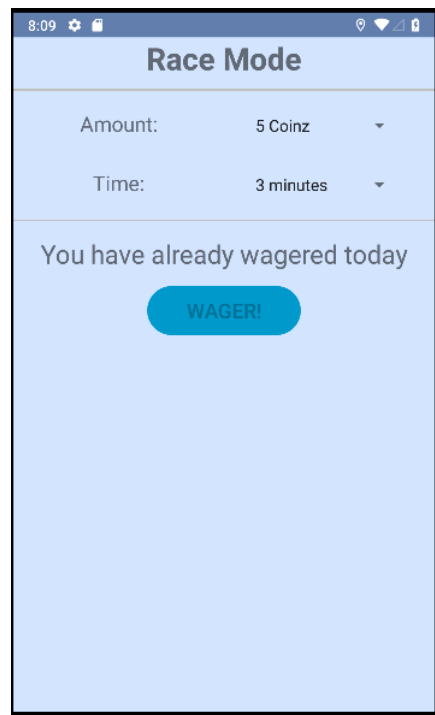 8:09
Race Mode
Amount: 5 Coinz
Time: 3 minutes
You have already wagered today
WAGER!